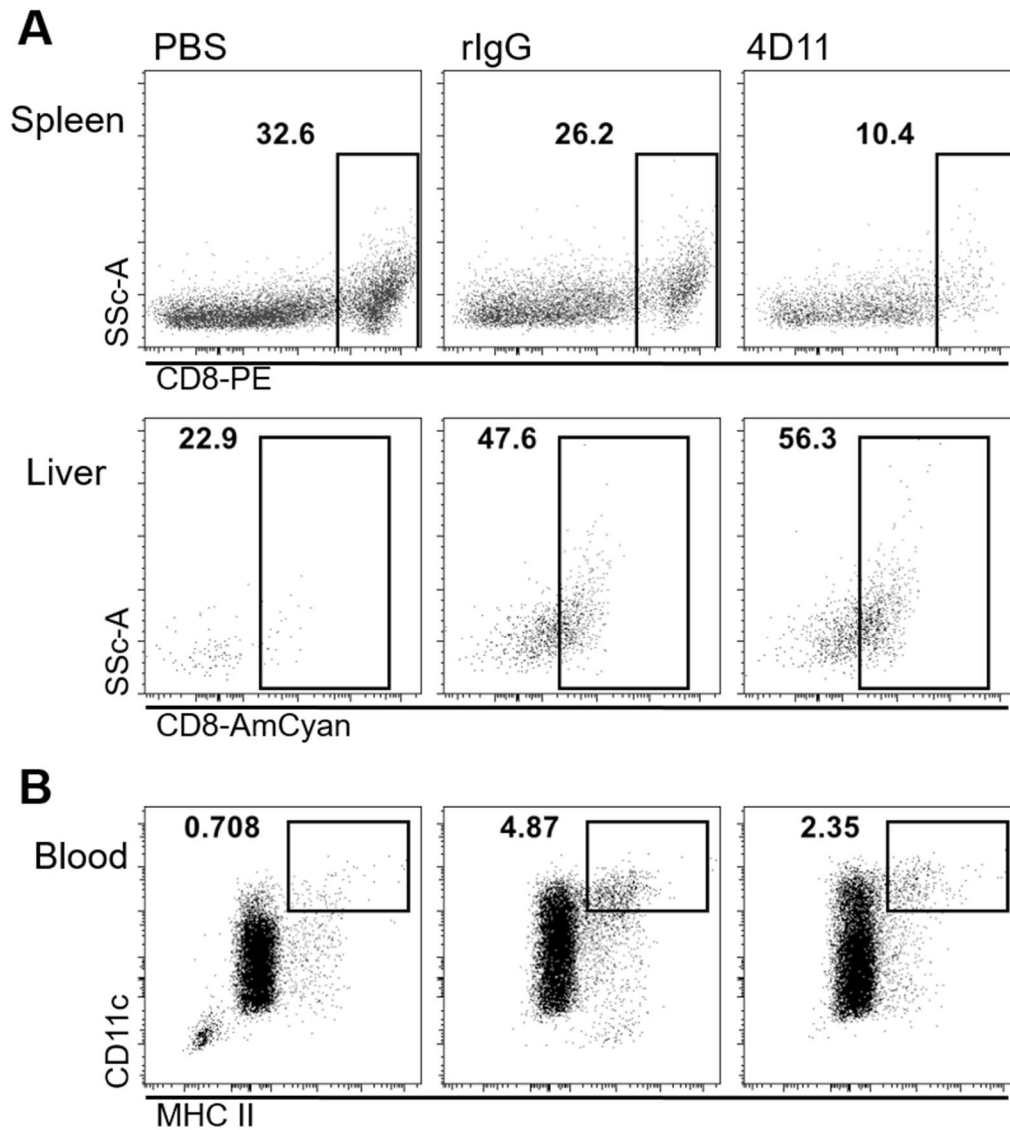 A
PBS rIgG 4D11
Spleen
32.6 26.2 10.4
SSc-A
CD8-PE
22.9 47.6 56.3
Liver
SSc-A
CD8-AmCyan
B
0.708 4.87 2.35
Blood
CD11c
MHC II